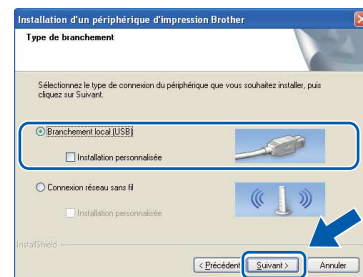 Installation d'un périphérique d'impression Brother
Type de branchement
Sélectionnez le type de connexion du périphérique que vous souhaitez installer, puis
cliquez sur Suivant.
Branchement local (USB)
Installation personnalisée
Connexion réseau sans fil
Installation personnalisée
InstallShield
< Précédent
Suivant >
Annuler